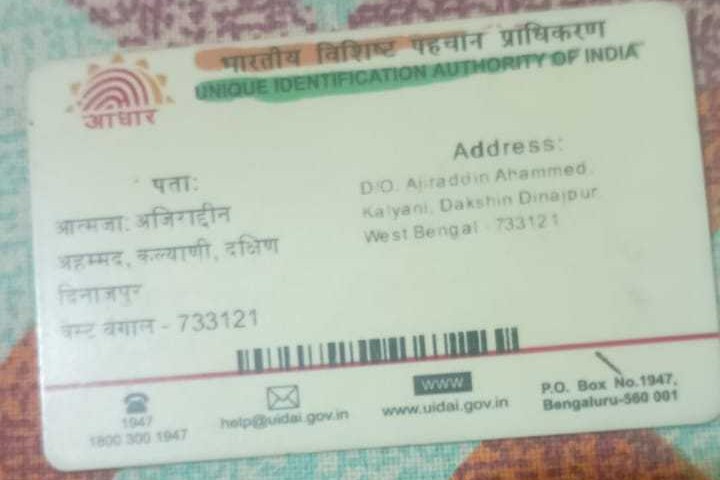 भारतीय विशिष्ट पहचान प्राधिकरण
UNIQUE IDENTIFICATION AUTHORITY OF INDIA
आधार
पता:
आत्मजा: अजिराद्दीन
अहम्मद, कल्याणी, दक्षिण
दिनाजपुर
वेस्ट बंगाल - 733121
Address:
D/O. Ajiraddin Ahammed,
Kalyani, Dakshin Dinajpur,
West Bengal - 733121
1947
1800 300 1947
help@uidai.gov.in
www
www.uidai.gov.in
P.O. Box No.1947,
Bengaluru-560 001